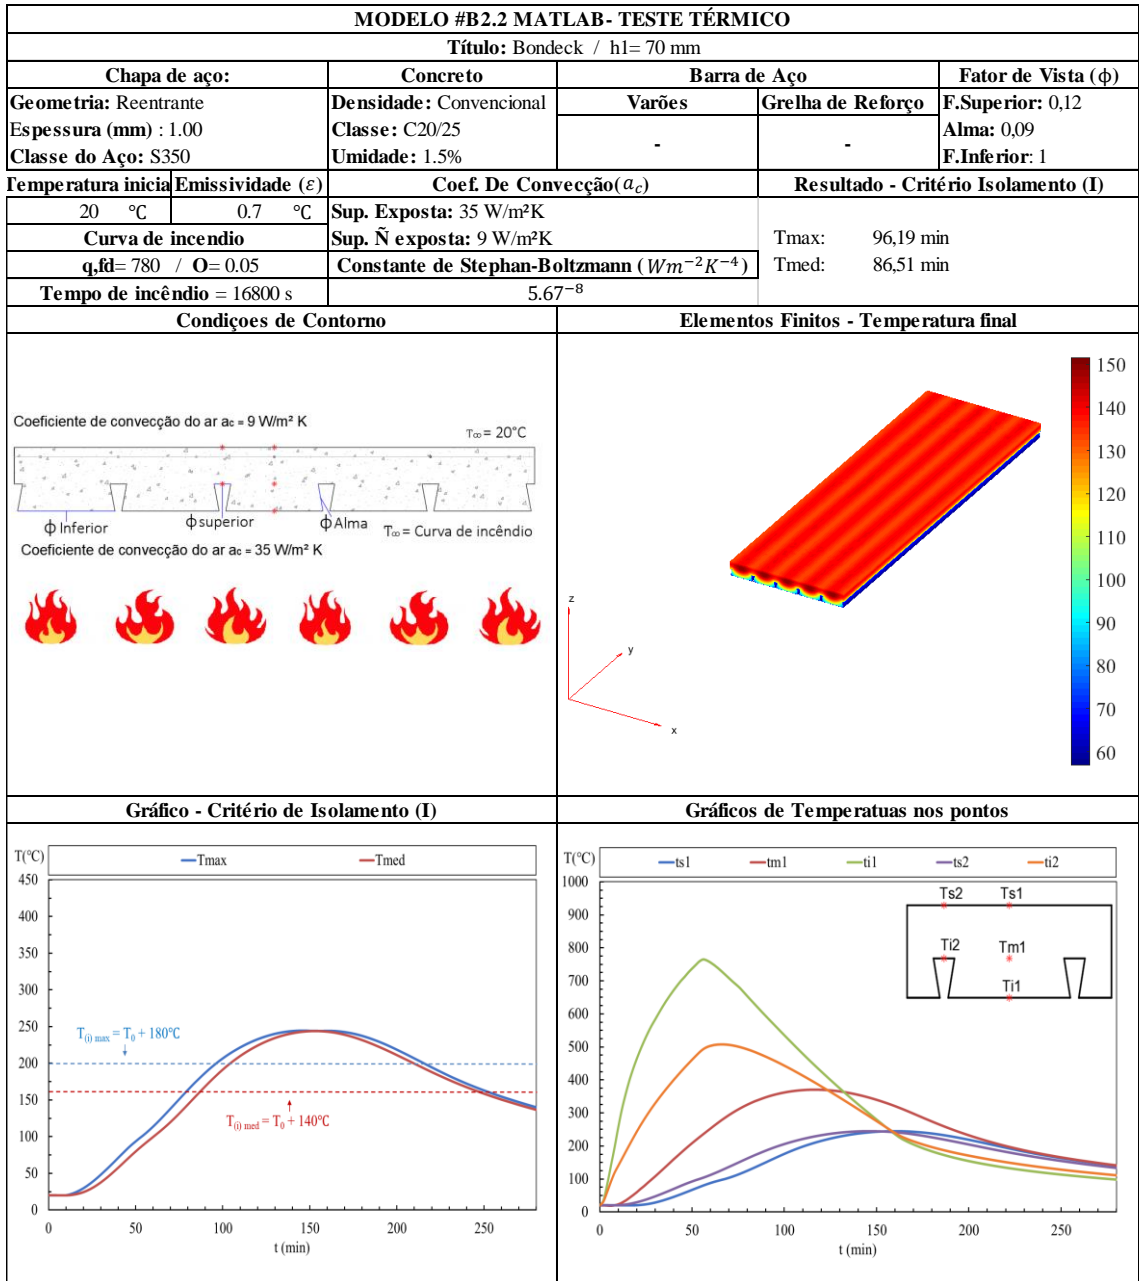 MODELO #B2.2 MATLAB- TESTE TÉRMICO
Título: Bondeck / h1= 70 mm
Chapa de aço:
Concreto
Barra de Aço
Fator de Vista (ϕ)
Geometria: Reentrante
Densidade: Convencional
Varões
Grelha de Reforço
F.Superior: 0,12
Espessura (mm) : 1.00
Classe: C20/25
-
-
Alma: 0,09
Classe do Aço: S350
Umidade: 1.5%
F.Inferior: 1
Temperatura inicia
Emissividade (ε)
Coef. De Convecção(a_c)
Resultado - Critério Isolamento (I)
20 °C
0.7 °C
Sup. Exposta: 35 W/m²K
Curva de incendio
Sup. Ñ exposta: 9 W/m²K
Tmax: 96,19 min
q,fd= 780 / O= 0.05
Constante de Stephan-Boltzmann (Wm⁻²K⁻⁴)
Tmed: 86,51 min
Tempo de incêndio = 16800 s
5.67⁻⁸
Condiçoes de Contorno
Elementos Finitos - Temperatura final
Coeficiente de convecção do ar ac = 9 W/m² K
T∞ = 20°C
ϕ Inferior
ϕ superior
ϕ Alma
T∞ = Curva de incêndio
Coeficiente de convecção do ar ac = 35 W/m² K
z
y
x
150
140
130
120
110
100
90
80
70
60
Gráfico - Critério de Isolamento (I)
Gráficos de Temperatuas nos pontos
T(°C)
Tmax
Tmed
450
400
350
300
250
200
150
100
50
0
T(i) max = T0 + 180°C
T(i) med = T0 + 140°C
0 50 100 150 200 250
t (min)
T(°C)
ts1
tm1
ti1
ts2
ti2
1000
900
800
700
600
500
400
300
200
100
0
Ts2
Ts1
Ti2
Tm1
Ti1
0 50 100 150 200 250
t (min)